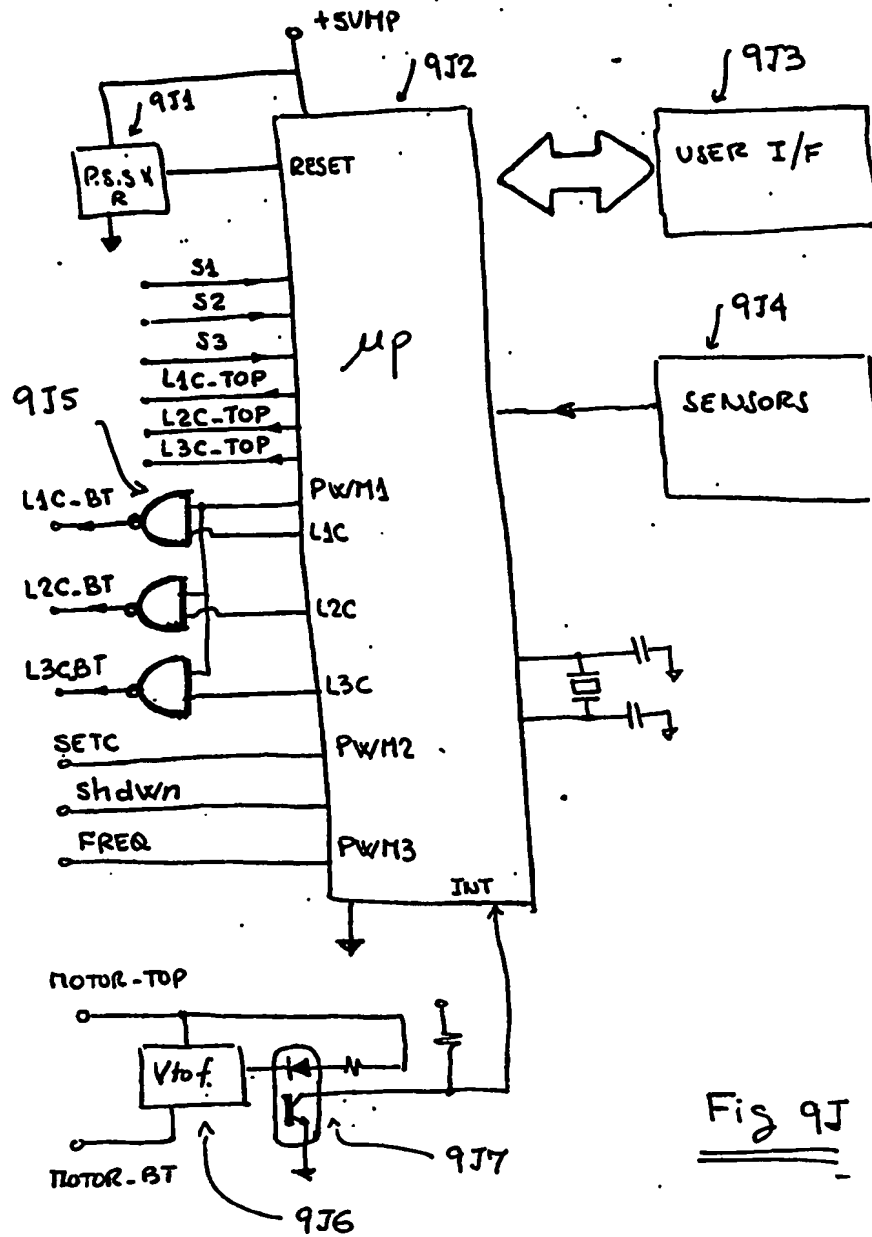 +5VMP
9J2
9J3
9J1
USER I/F
P.S.S &
R
RESET
S1
S2
S3
9J4
µp
L1C-TOP
L2C-TOP
L3C-TOP
SENSORS
9J5
PWM1
L1C-BT
L1C
L2C-BT
L2C
L3CBT
L3C
SETC
PWM2
Shdwn
FREQ
PWM3
INT
MOTOR-TOP
Vtof.
MOTOR-BT
9J7
9J6
Fig 9J